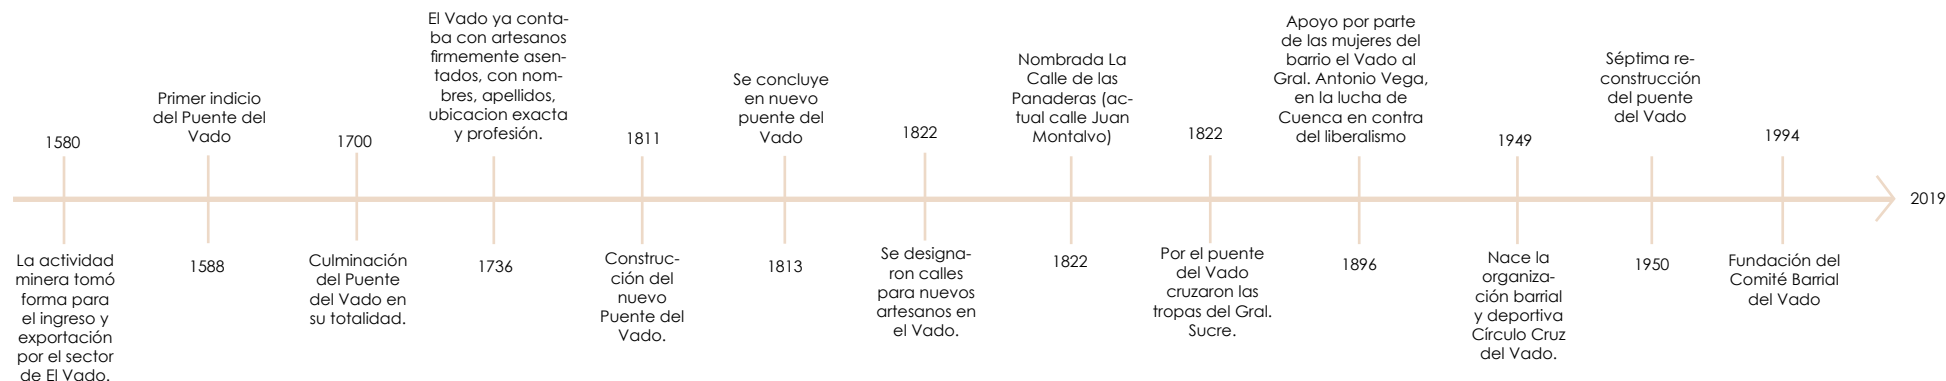 1580
La actividad
minera tomó
forma para
el ingreso y
exportación
por el sector
de El Vado.
Primer indicio
del Puente del
Vado
1588
1700
Culminación
del Puente
del Vado en
su totalidad.
El Vado ya conta-
ba con artesanos
firmemente asen-
tados, con nom-
bres, apellidos,
ubicacion exacta
y profesión.
1736
1811
Construc-
ción del
nuevo
Puente del
Vado.
Se concluye
en nuevo
puente del
Vado
1813
1822
Se designa-
ron calles
para nuevos
artesanos en
el Vado.
Nombrada La
Calle de las
Panaderas (ac-
tual calle Juan
Montalvo)
1822
1822
Por el puente
del Vado
cruzaron las
tropas del Gral.
Sucre.
Apoyo por parte
de las mujeres del
barrio el Vado al
Gral. Antonio Vega,
en la lucha de
Cuenca en contra
del liberalismo
1896
1949
Nace la
organiza-
ción barrial
y deportiva
Círculo Cruz
del Vado.
Séptima re-
construcción
del puente
del Vado
1950
1994
Fundación del
Comité Barrial
del Vado
2019